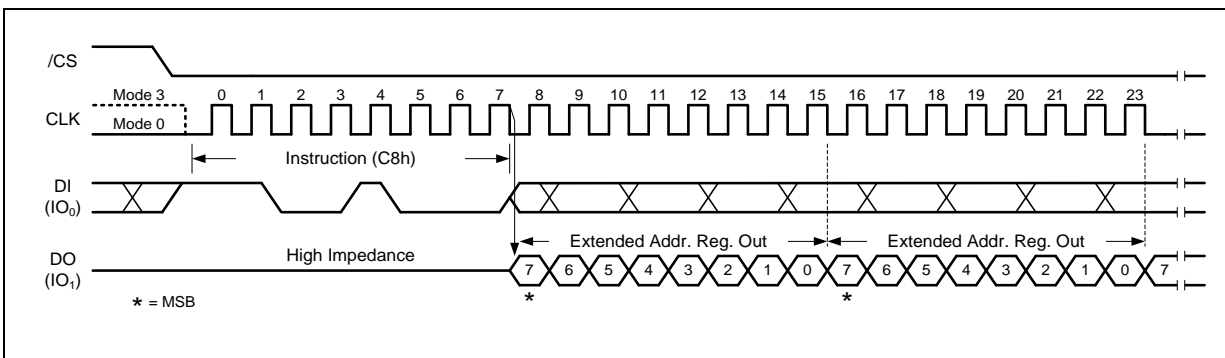 /CS
Mode 3
0 1 2 3 4 5 6 7 8 9 10 11 12 13 14 15 16 17 18 19 20 21 22 23
CLK
Mode 0
Instruction (C8h)
DI
(IO₀)
Extended Addr. Reg. Out Extended Addr. Reg. Out
High Impedance
DO
(IO₁)
7 6 5 4 3 2 1 0 7 6 5 4 3 2 1 0 7
* *
* = MSB